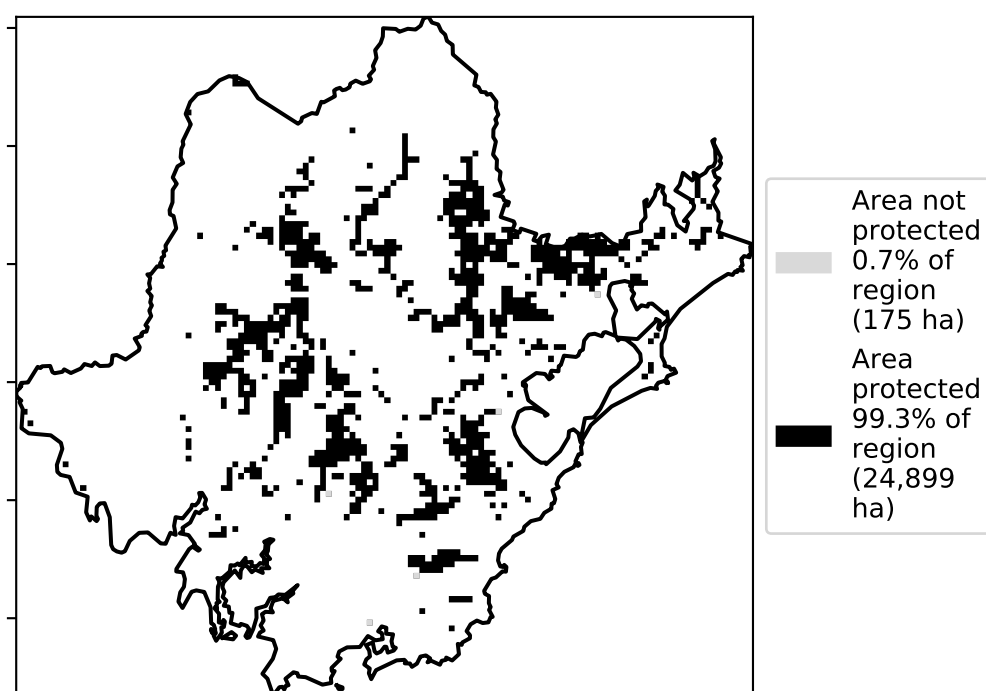 Area not
protected
0.7% of
region
(175 ha)
Area
protected
99.3% of
region
(24,899
ha)